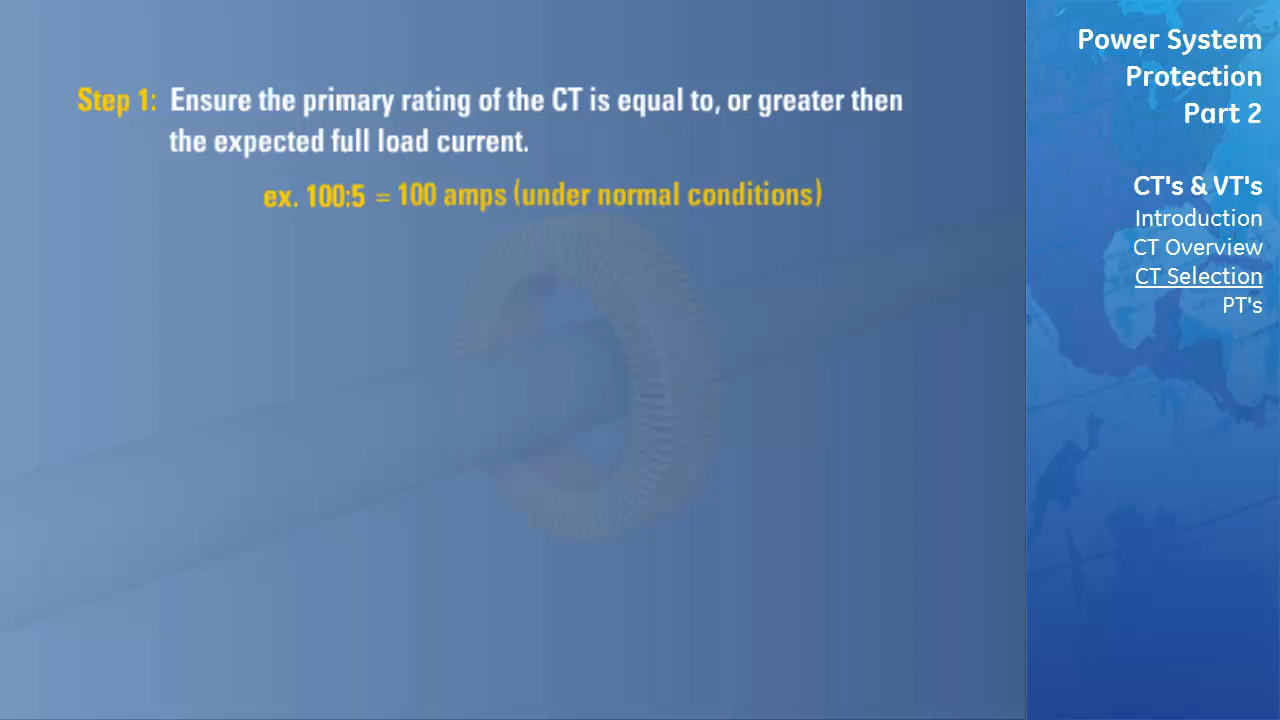 Step 1: Ensure the primary rating of the CT is equal to, or greater then
the expected full load current.
ex. 100:5 = 100 amps (under normal conditions)
Power System
Protection
Part 2
CT's & VT's
Introduction
CT Overview
CT Selection
PT's